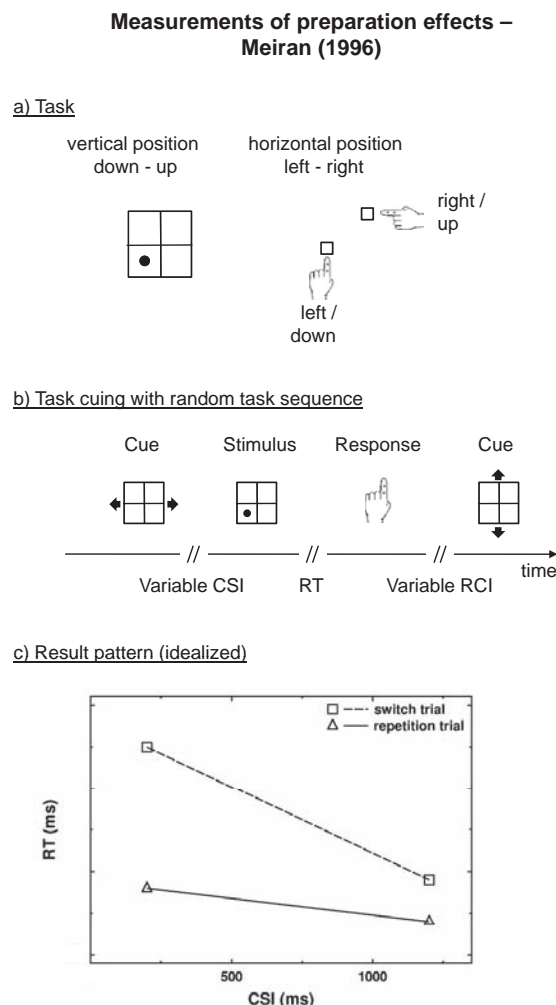 Measurements of preparation effects –
Meiran (1996)
a) Task
vertical position
down - up
horizontal position
left - right
right /
up
left /
down
b) Task cuing with random task sequence
Cue Stimulus Response Cue
time
Variable CSI RT Variable RCI
c) Result pattern (idealized)
switch trial
repetition trial
RT (ms)
500 1000
CSI (ms)